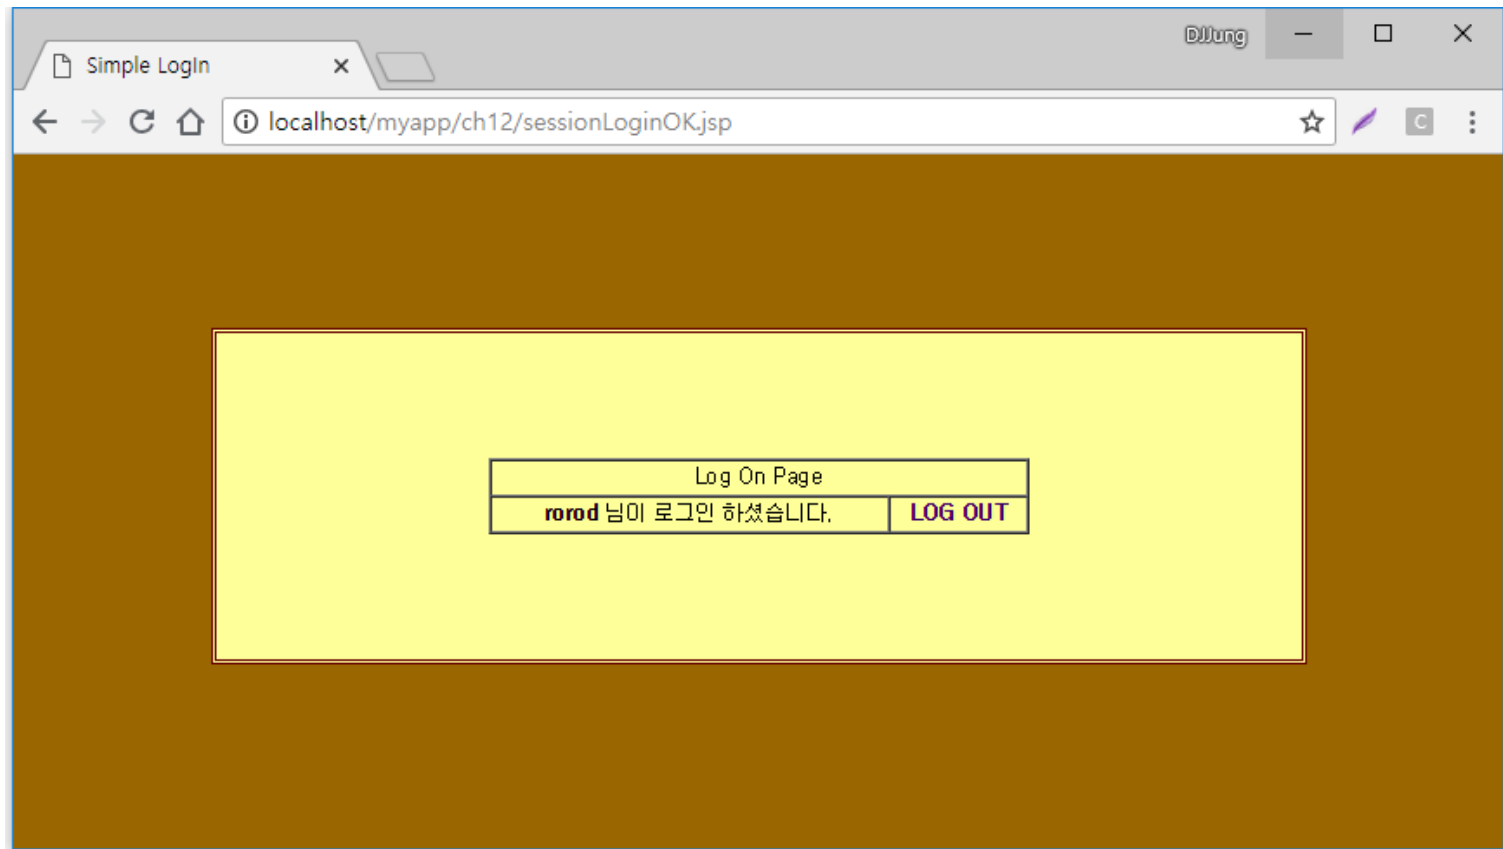 DJJung
Simple LogIn
localhost/myapp/ch12/sessionLoginOK.jsp
C
Log On Page
rorod 님이 로그인 하셨습니다.
LOG OUT